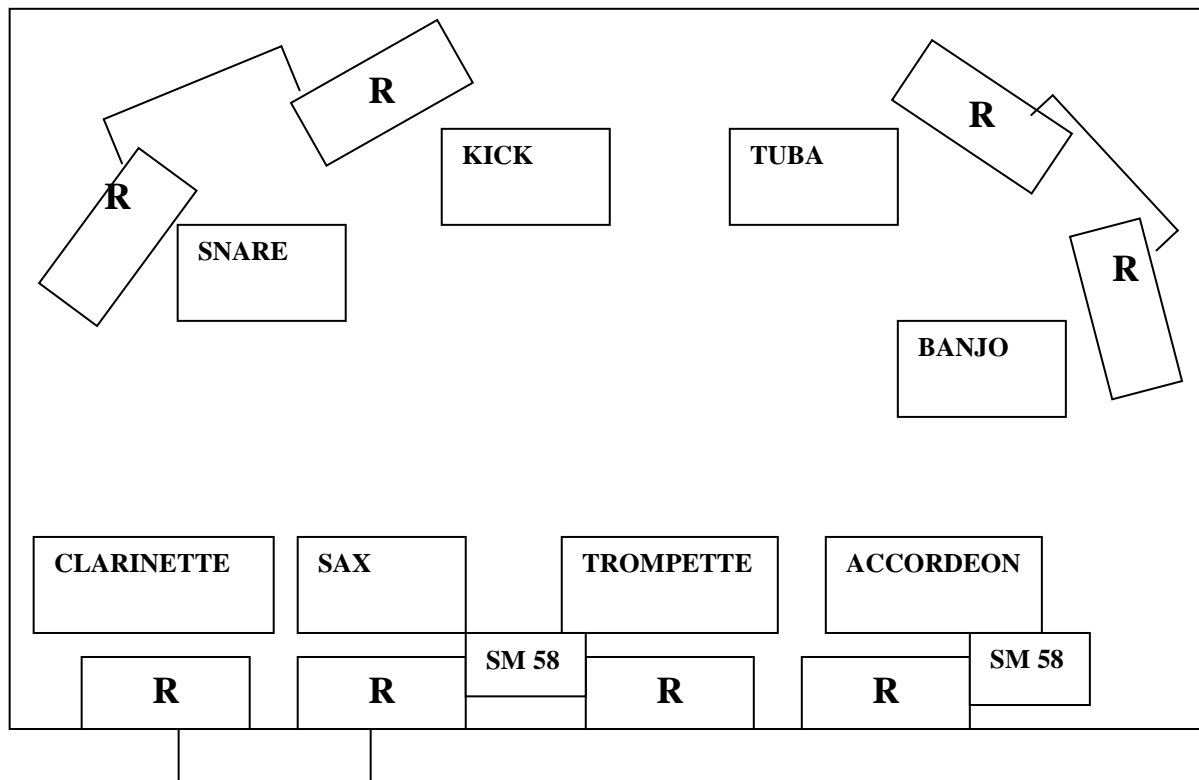 R
R
KICK
TUBA
R
SNARE
R
BANJO
CLARINETTE
SAX
TROMPETTE
ACCORDEON
SM 58
SM 58
R
R
R
R